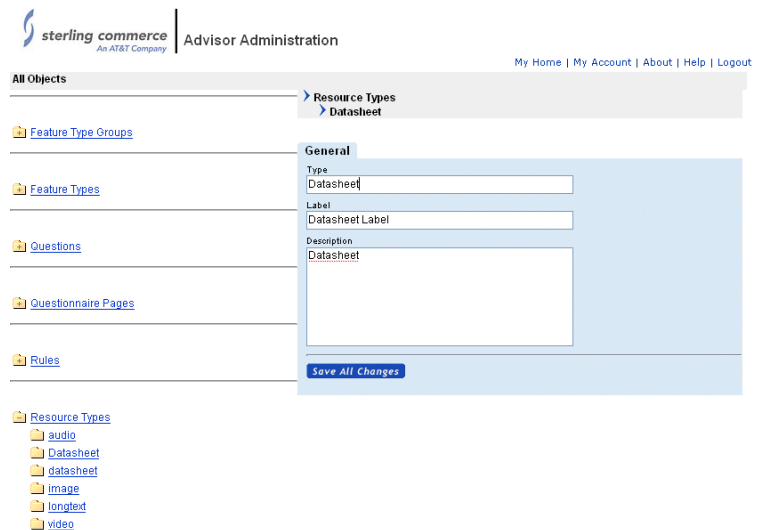 sterling commerce
An AT&T Company
Advisor Administration
My Home | My Account | About | Help | Logout
All Objects
Resource Types
Datasheet
Feature Type Groups
Feature Types
Questions
Questionnaire Pages
Rules
Resource Types
audio
Datasheet
datasheet
image
longtext
video
General
Type
Datasheet
Label
Datasheet Label
Description
Datasheet
Save All Changes